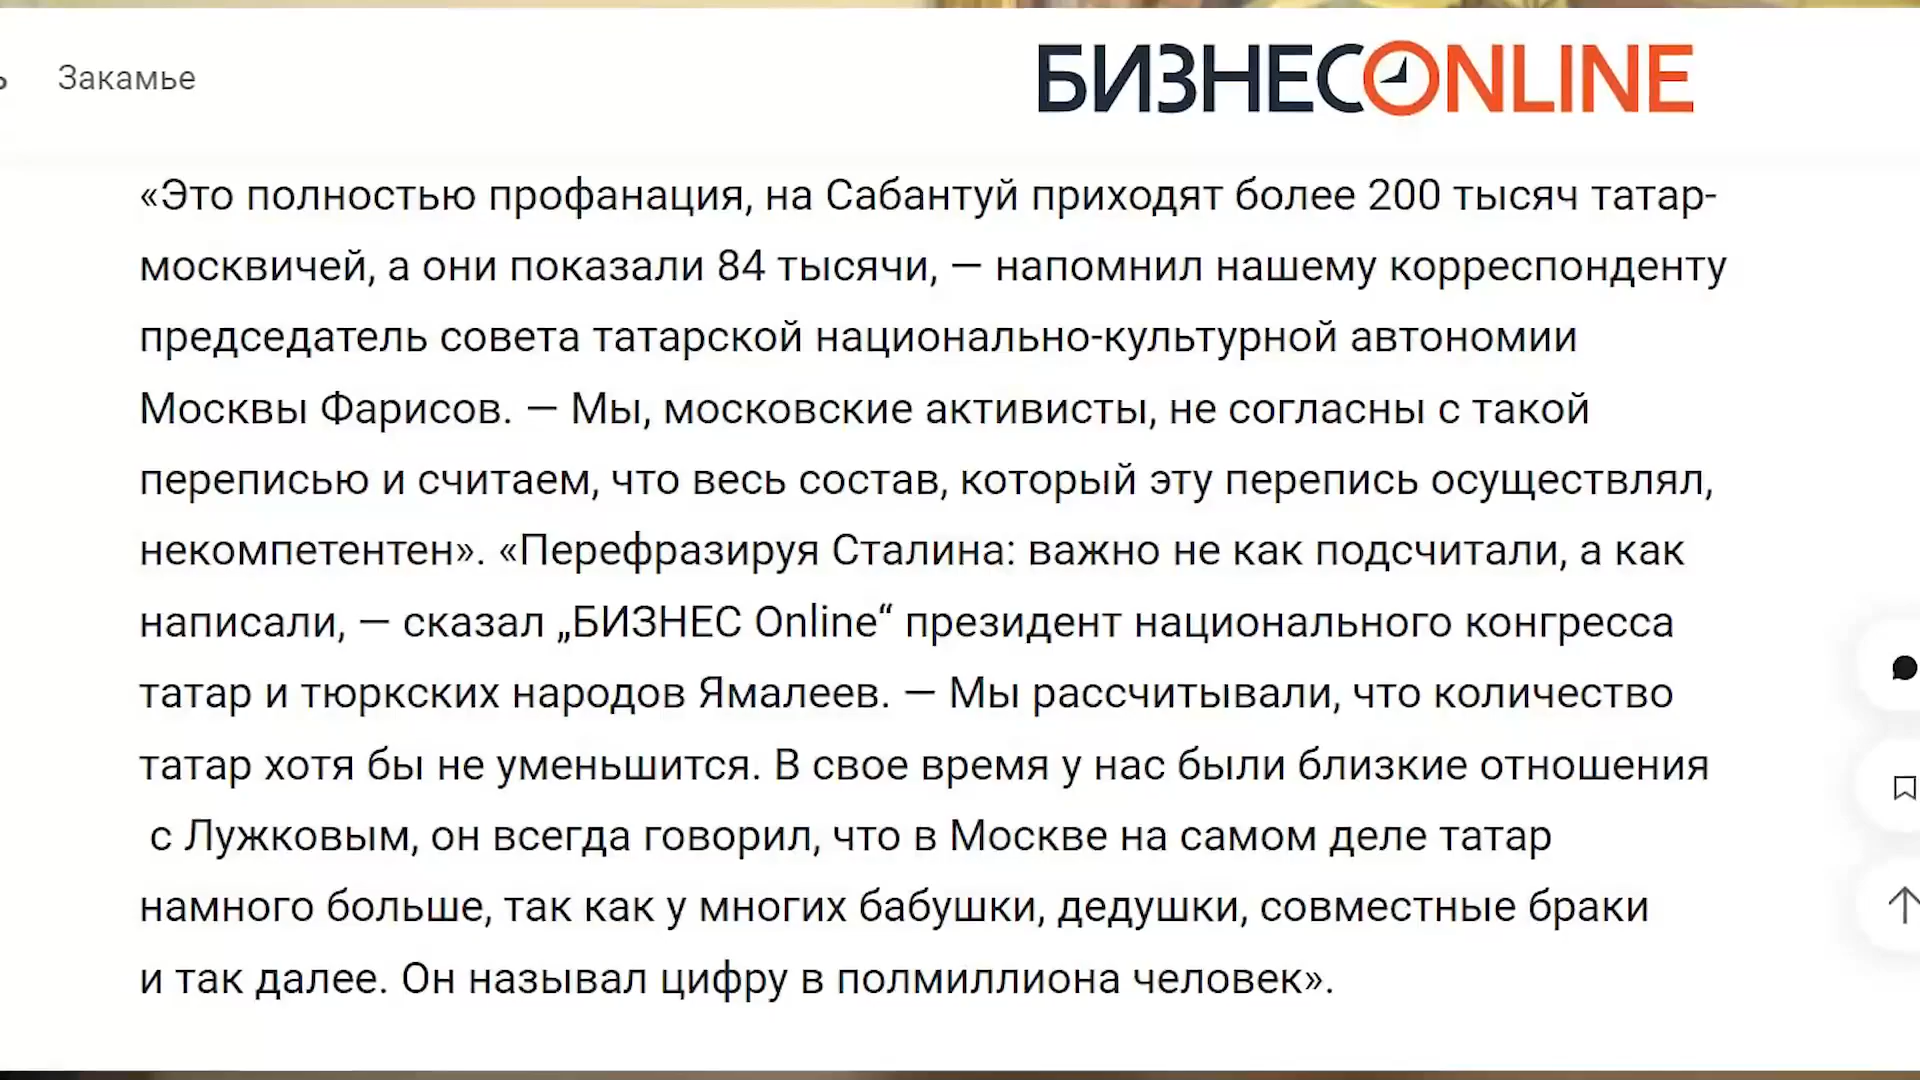 Закамье
БИЗНЕС ONLINE
«Это полностью профанация, на Сабантуй приходят более 200 тысяч татар-
москвичей, а они показали 84 тысячи, — напомнил нашему корреспонденту
председатель совета татарской национально-культурной автономии
Москвы Фарисов. — Мы, московские активисты, не согласны с такой
переписью и считаем, что весь состав, который эту перепись осуществлял,
некомпетентен». «Перефразируя Сталина: важно не как подсчитали, а как
написали, — сказал „БИЗНЕС Online“ президент национального конгресса
татар и тюркских народов Ямалеев. — Мы рассчитывали, что количество
татар хотя бы не уменьшится. В свое время у нас были близкие отношения
с Лужковым, он всегда говорил, что в Москве на самом деле татар
намного больше, так как у многих бабушки, дедушки, совместные браки
и так далее. Он называл цифру в полмиллиона человек».